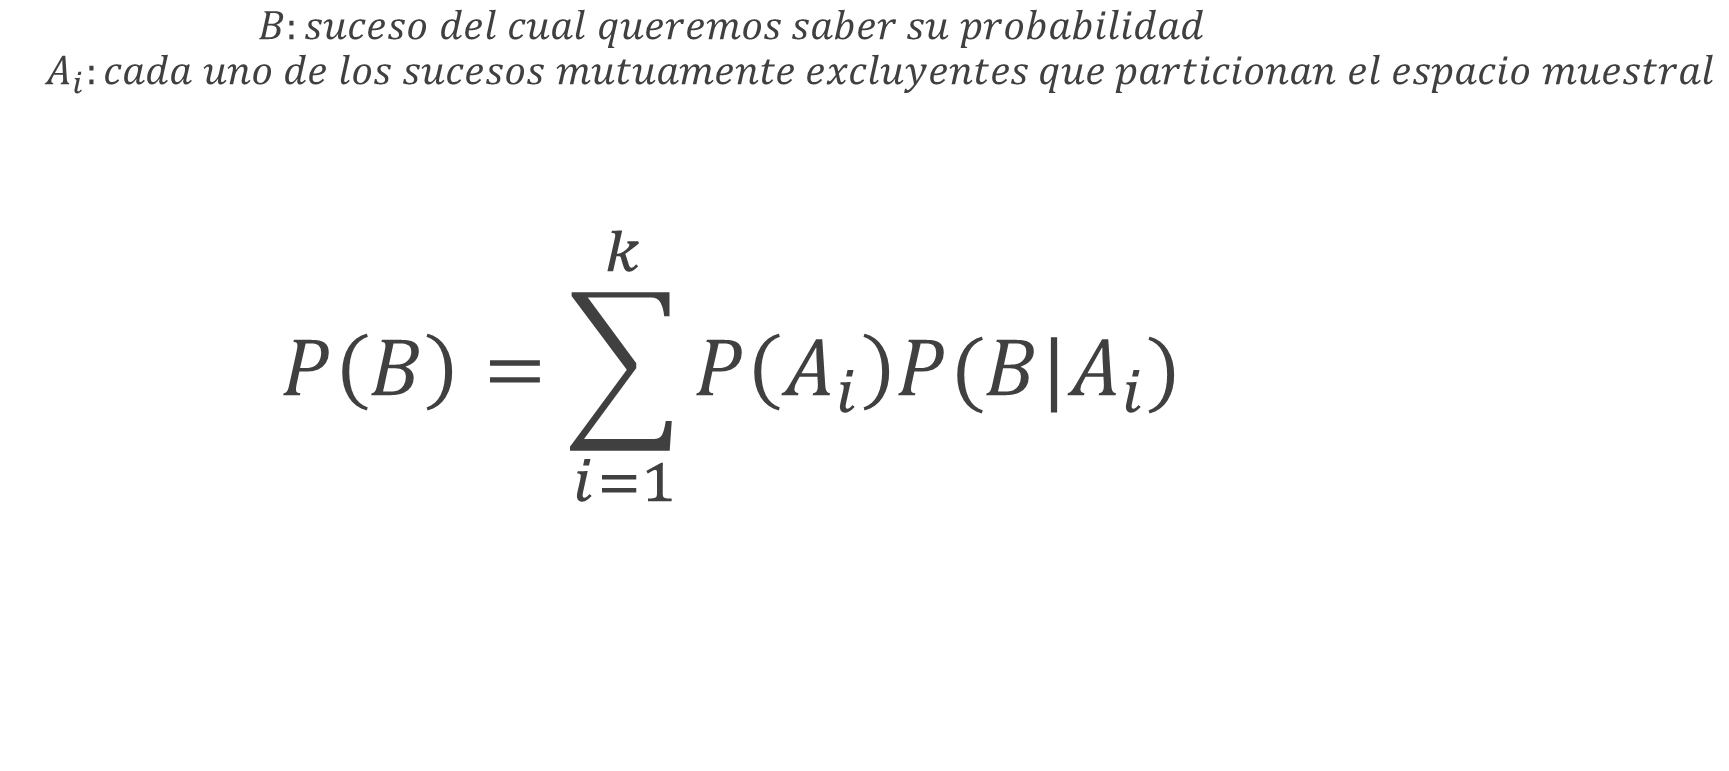 B: suceso del cual queremos saber su probabilidad
Aᵢ: cada uno de los sucesos mutuamente excluyentes que particionan el espacio muestral
k
P(B) = ∑ P(Aᵢ)P(B|Aᵢ)
i=1